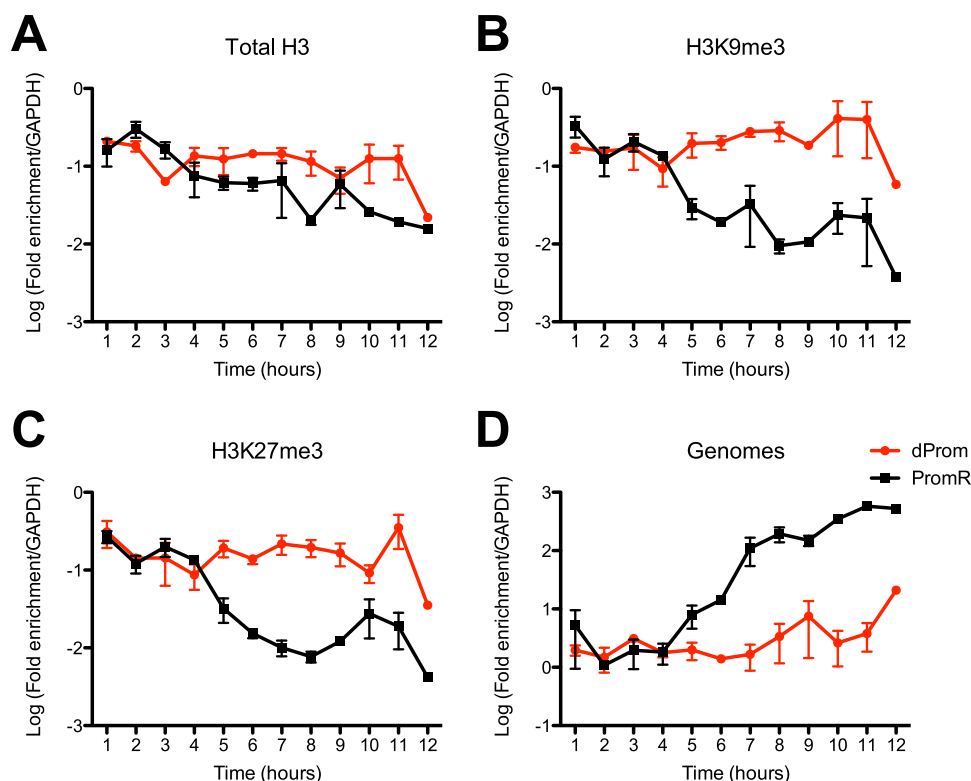 A
Total H3
Log (Fold enrichment/GAPDH)
0
-1
-2
-3
1 2 3 4 5 6 7 8 9 10 11 12
Time (hours)
B
H3K9me3
Log (Fold enrichment/GAPDH)
0
-1
-2
-3
1 2 3 4 5 6 7 8 9 10 11 12
Time (hours)
C
H3K27me3
Log (Fold enrichment/GAPDH)
0
-1
-2
-3
1 2 3 4 5 6 7 8 9 10 11 12
Time (hours)
D
Genomes
dProm
PromR
Log (Fold enrichment/GAPDH)
3
2
1
0
-1
1 2 3 4 5 6 7 8 9 10 11 12
Time (hours)